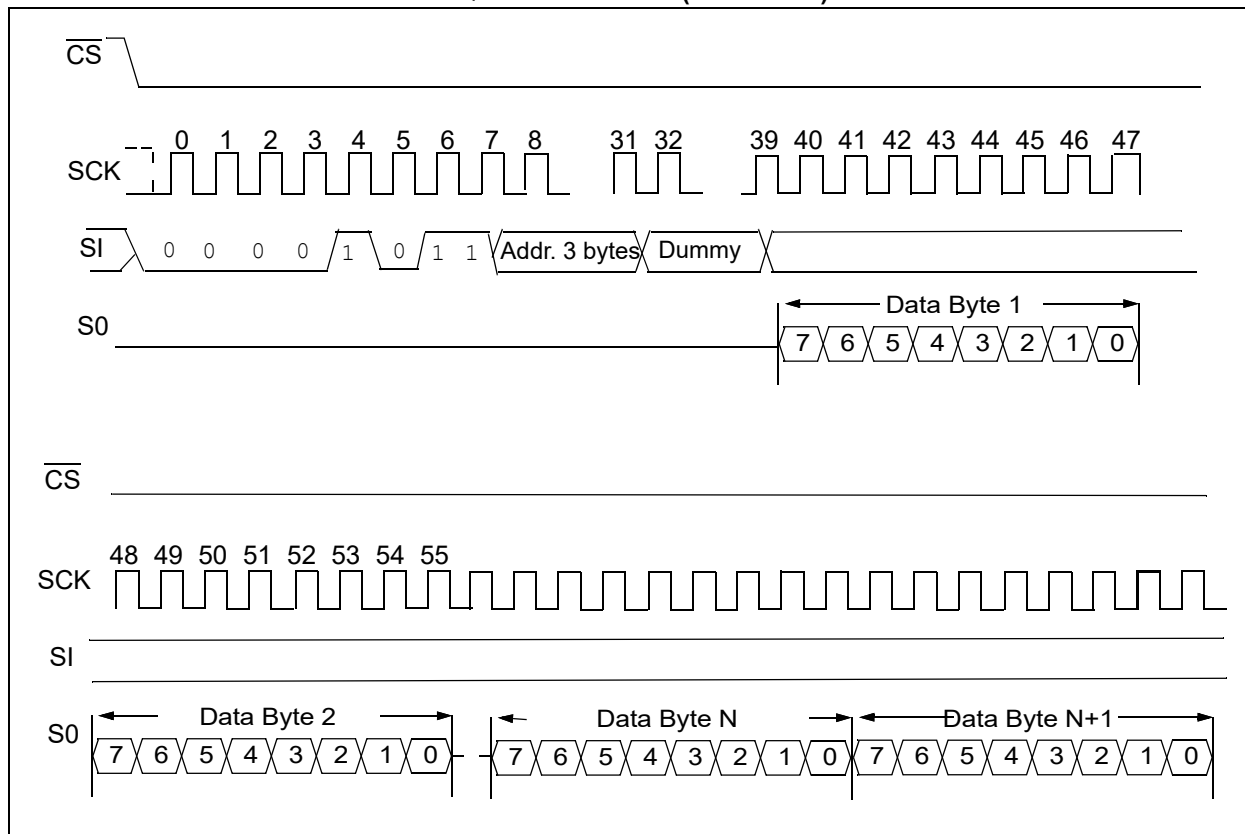 CS
0 1 2 3 4 5 6 7 8 31 32 39 40 41 42 43 44 45 46 47
SCK
SI 0 0 0 0 1 0 1 1 Addr. 3 bytes Dummy
Data Byte 1
S0
7 6 5 4 3 2 1 0
CS
48 49 50 51 52 53 54 55
SCK
SI
Data Byte 2 Data Byte N Data Byte N+1
S0
7 6 5 4 3 2 1 0 7 6 5 4 3 2 1 0 7 6 5 4 3 2 1 0